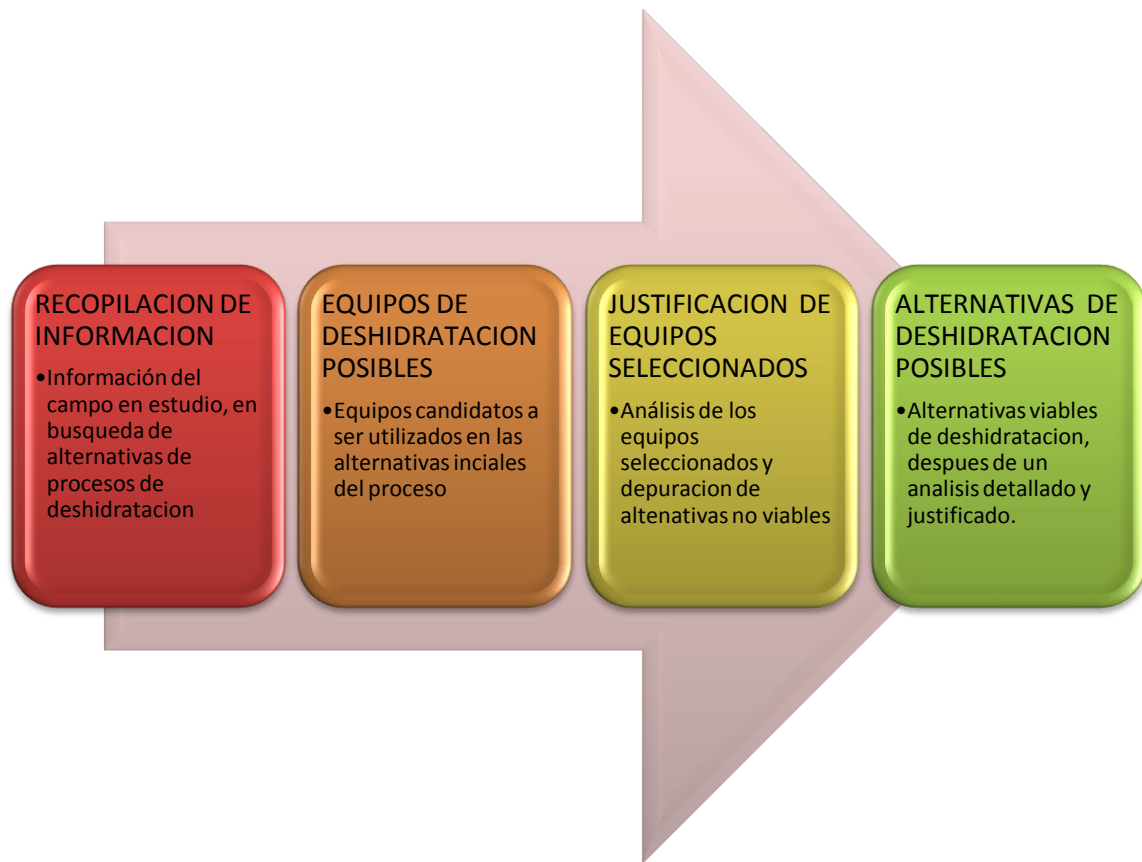 RECOPILACION DE
INFORMACION
•Información del
campo en estudio, en
busqueda de
alternativas de
procesos de
deshidratacion
EQUIPOS DE
DESHIDRATACION
POSIBLES
•Equipos candidatos a
ser utilizados en las
alternativas inciales
del proceso
JUSTIFICACION DE
EQUIPOS
SELECCIONADOS
•Análisis de los
equipos
seleccionados y
depuracion de
altenativas no viables
ALTERNATIVAS DE
DESHIDRATACION
POSIBLES
•Alternativas viables
de deshidratacion,
despues de un
analisis detallado y
justificado.